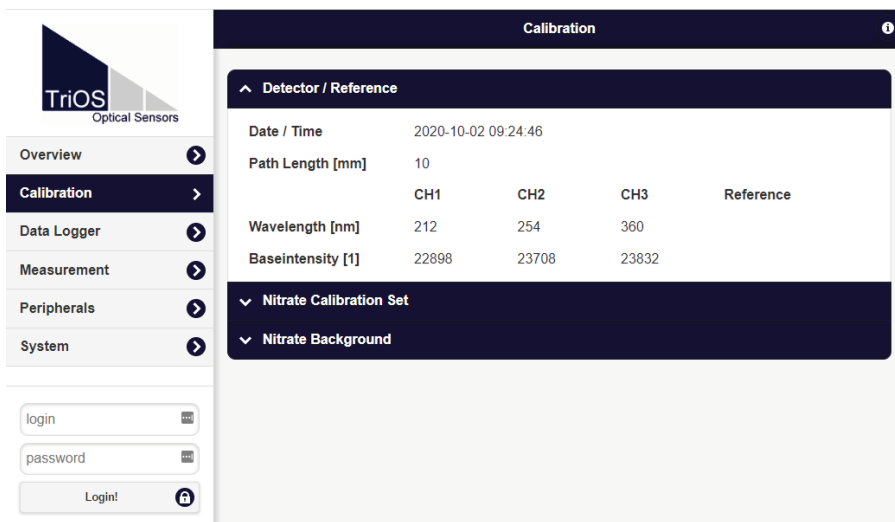 TriOS
Optical Sensors
Overview
Calibration
Data Logger
Measurement
Peripherals
System
login
password
Login!
Calibration
Detector / Reference
Date / Time 2020-10-02 09:24:46
Path Length [mm] 10
CH1 CH2 CH3 Reference
Wavelength [nm] 212 254 360
Baseintensity [1] 22898 23708 23832
Nitrate Calibration Set
Nitrate Background